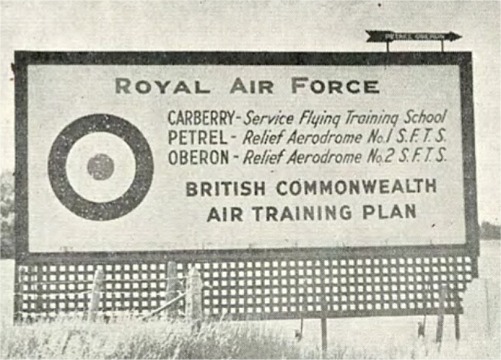 PETREL OBERON
ROYAL AIR FORCE
CARBERRY - Service Flying Training School
PETREL - Relief Aerodrome No.1 S.F.T.S.
OBERON - Relief Aerodrome No.2 S.F.T.S.
BRITISH COMMONWEALTH
AIR TRAINING PLAN